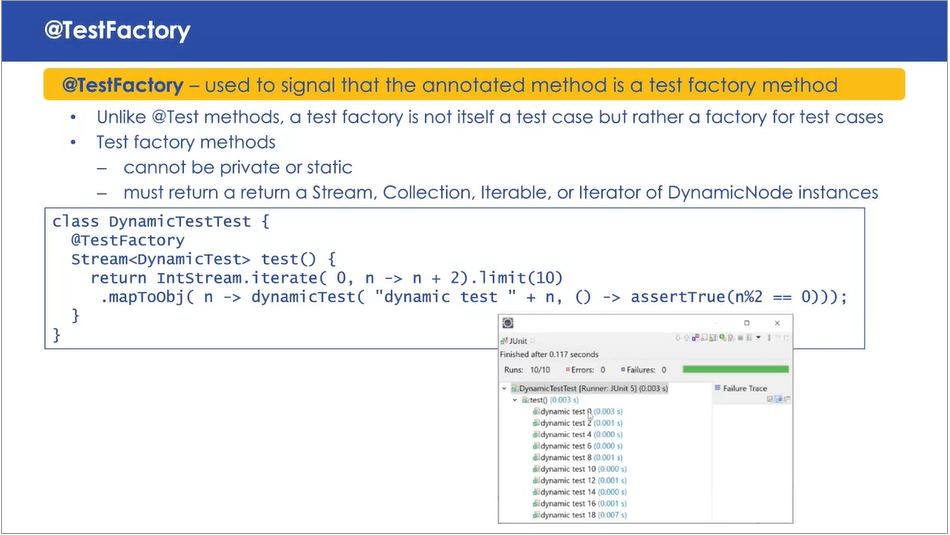 @TestFactory
@TestFactory – used to signal that the annotated method is a test factory method
• Unlike @Test methods, a test factory is not itself a test case but rather a factory for test cases
• Test factory methods
– cannot be private or static
– must return a return a Stream, Collection, Iterable, or Iterator of DynamicNode instances
class DynamicTestTest {
@TestFactory
Stream<DynamicTest> test() {
return IntStream.iterate( 0, n -> n + 2).limit(10)
.mapToObj( n -> dynamicTest( "dynamic test " + n, () -> assertTrue(n%2 == 0)));
}
}
JUnit
Finished after 0.117 seconds
Runs: 10/10 Errors: 0 Failures: 0
DynamicTestTest [Runner: JUnit 5] (0.003 s) Failure Trace
test() (0.003 s)
dynamic test 0 (0.003 s)
dynamic test 2 (0.001 s)
dynamic test 4 (0.000 s)
dynamic test 6 (0.000 s)
dynamic test 8 (0.001 s)
dynamic test 10 (0.000 s)
dynamic test 12 (0.001 s)
dynamic test 14 (0.000 s)
dynamic test 16 (0.001 s)
dynamic test 18 (0.007 s)